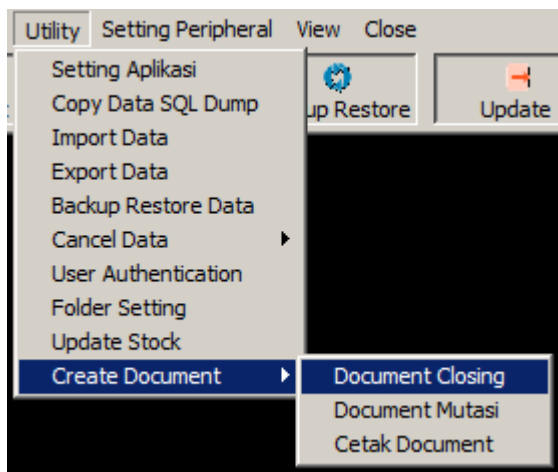 Utility Setting Peripheral View Close
Setting Aplikasi
Copy Data SQL Dump
up Restore Update
Import Data
Export Data
Backup Restore Data
Cancel Data
User Authentication
Folder Setting
Update Stock
Create Document Document Closing
Document Mutasi
Cetak Document